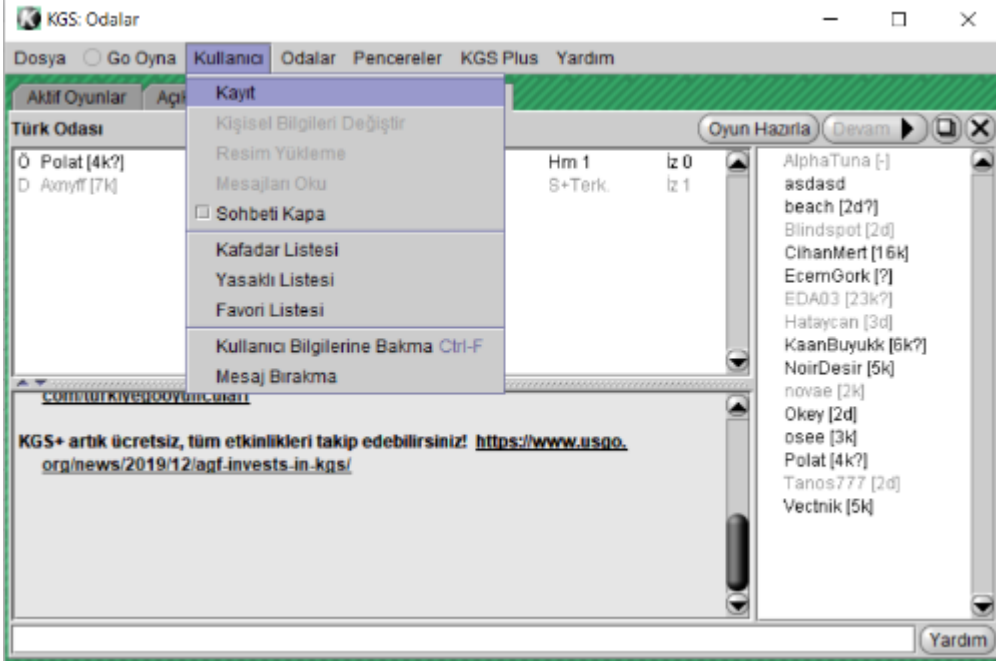 KGS: Odalar
Dosya Go Oyna Kullanıcı Odalar Pencereler KGS Plus Yardım
Aktif Oyunlar
Kayıt
Kişisel Bilgileri Değiştir
Resim Yükleme
Mesajları Oku
Sohbeti Kapa
Kafadar Listesi
Yasaklı Listesi
Favori Listesi
Kullanıcı Bilgilerine Bakma Ctrl-F
Mesaj Bırakma
Türk Odası
Oyun Hazırla Devam
Ö Polat [4k?] Hm 1 İz 0
D Axnyff [7k] S+Terk. İz 1
AlphaTuna [-]
asdasd
beach [2d?]
Blindspot [2d]
CihanMert [16k]
EcemGork [?]
EDA03 [23k?]
Hataycan [3d]
KaanBuyukk [6k?]
NoirDesir [5k]
novae [2k]
Okey [2d]
osee [3k]
Polat [4k?]
Tanos777 [2d]
Vectnik [5k]
com/turkiyegooyunculari
KGS+ artık ücretsiz, tüm etkinlikleri takip edebilirsiniz! https://www.usgo.
org/news/2019/12/agf-invests-in-kgs/
Yardım